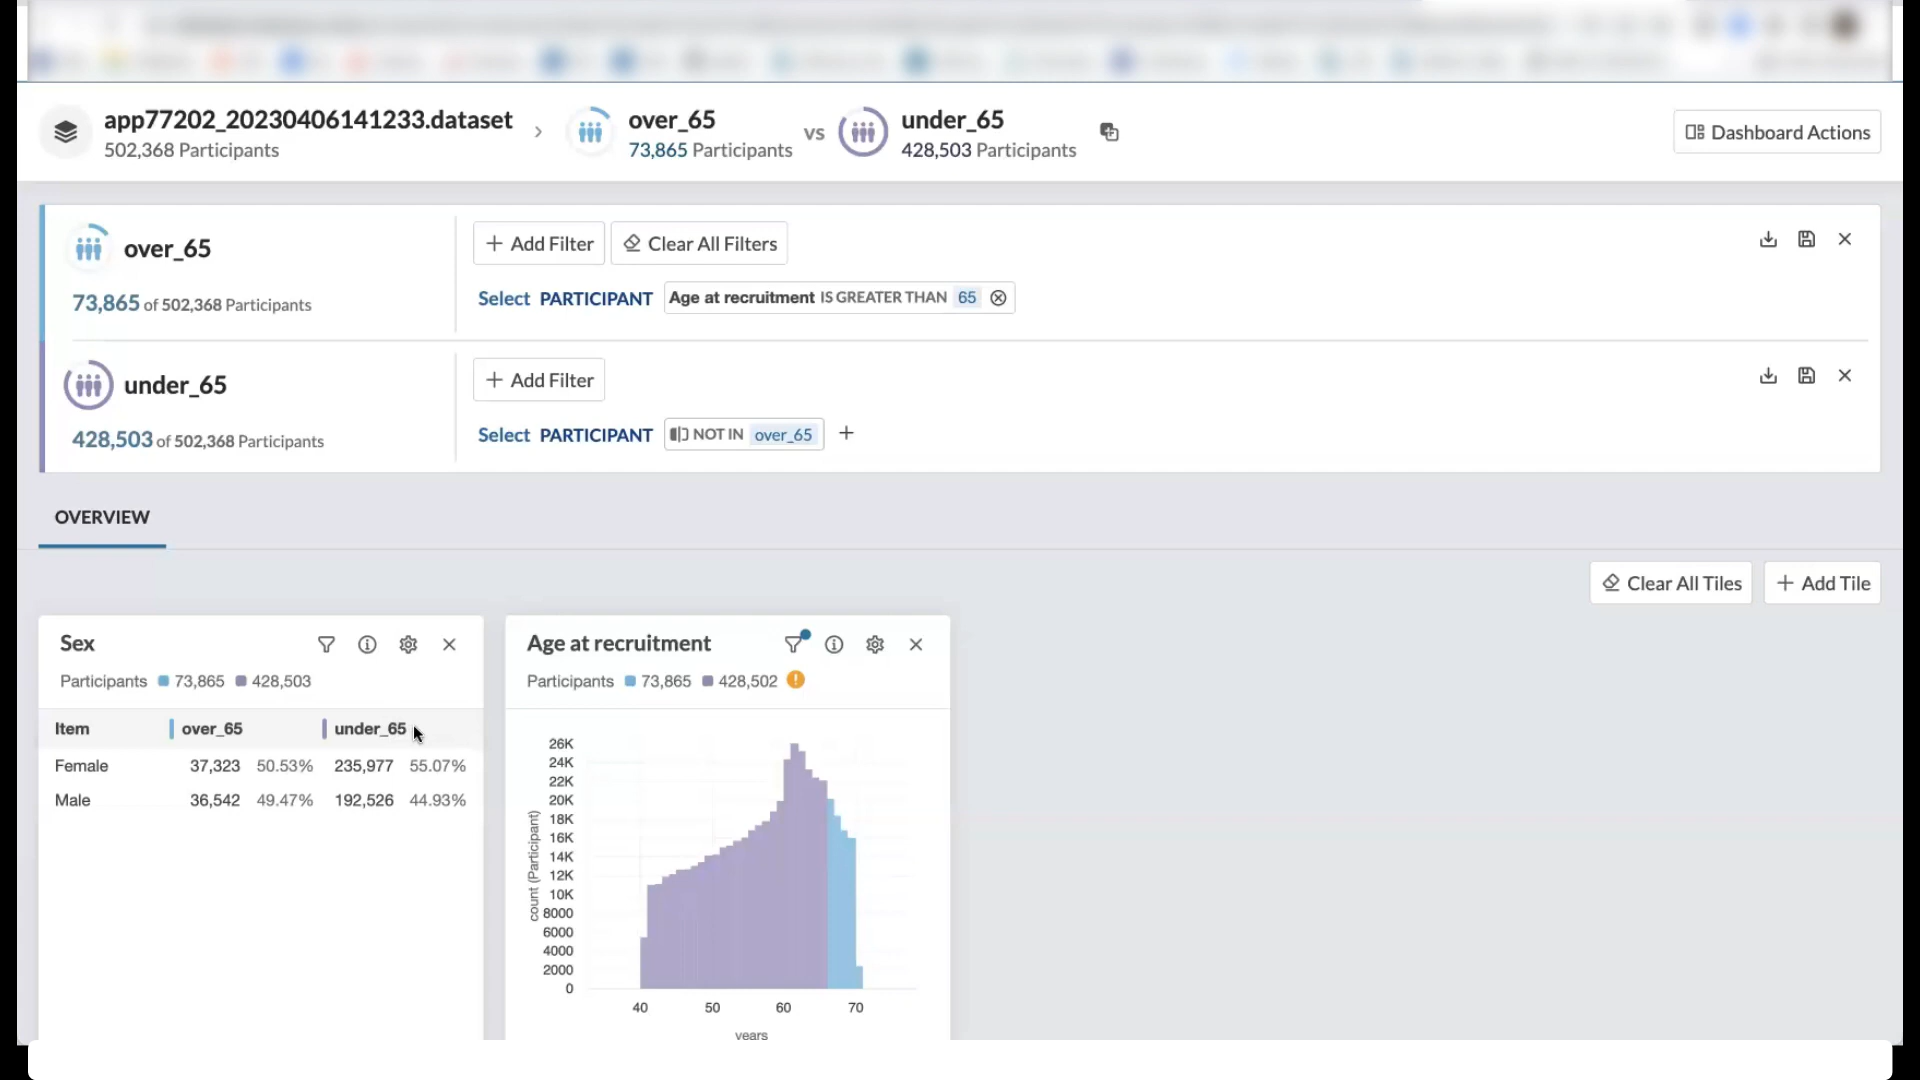 app77202_20230406141233.dataset
502,368 Participants
over_65
73,865 Participants
vs
under_65
428,503 Participants
Dashboard Actions
over_65
73,865 of 502,368 Participants
Add Filter
Clear All Filters
Select PARTICIPANT Age at recruitment IS GREATER THAN 65
under_65
428,503 of 502,368 Participants
Add Filter
Select PARTICIPANT NOT IN over_65 +
OVERVIEW
Clear All Tiles
+ Add Tile
Sex
Participants 73,865 428,503
Item over_65 under_65
Female 37,323 50.53% 235,977 55.07%
Male 36,542 49.47% 192,526 44.93%
Age at recruitment
Participants 73,865 428,502
count (Participant)
26K
24K
22K
20K
18K
16K
14K
12K
10K
8000
6000
4000
2000
0
40 50 60 70
years